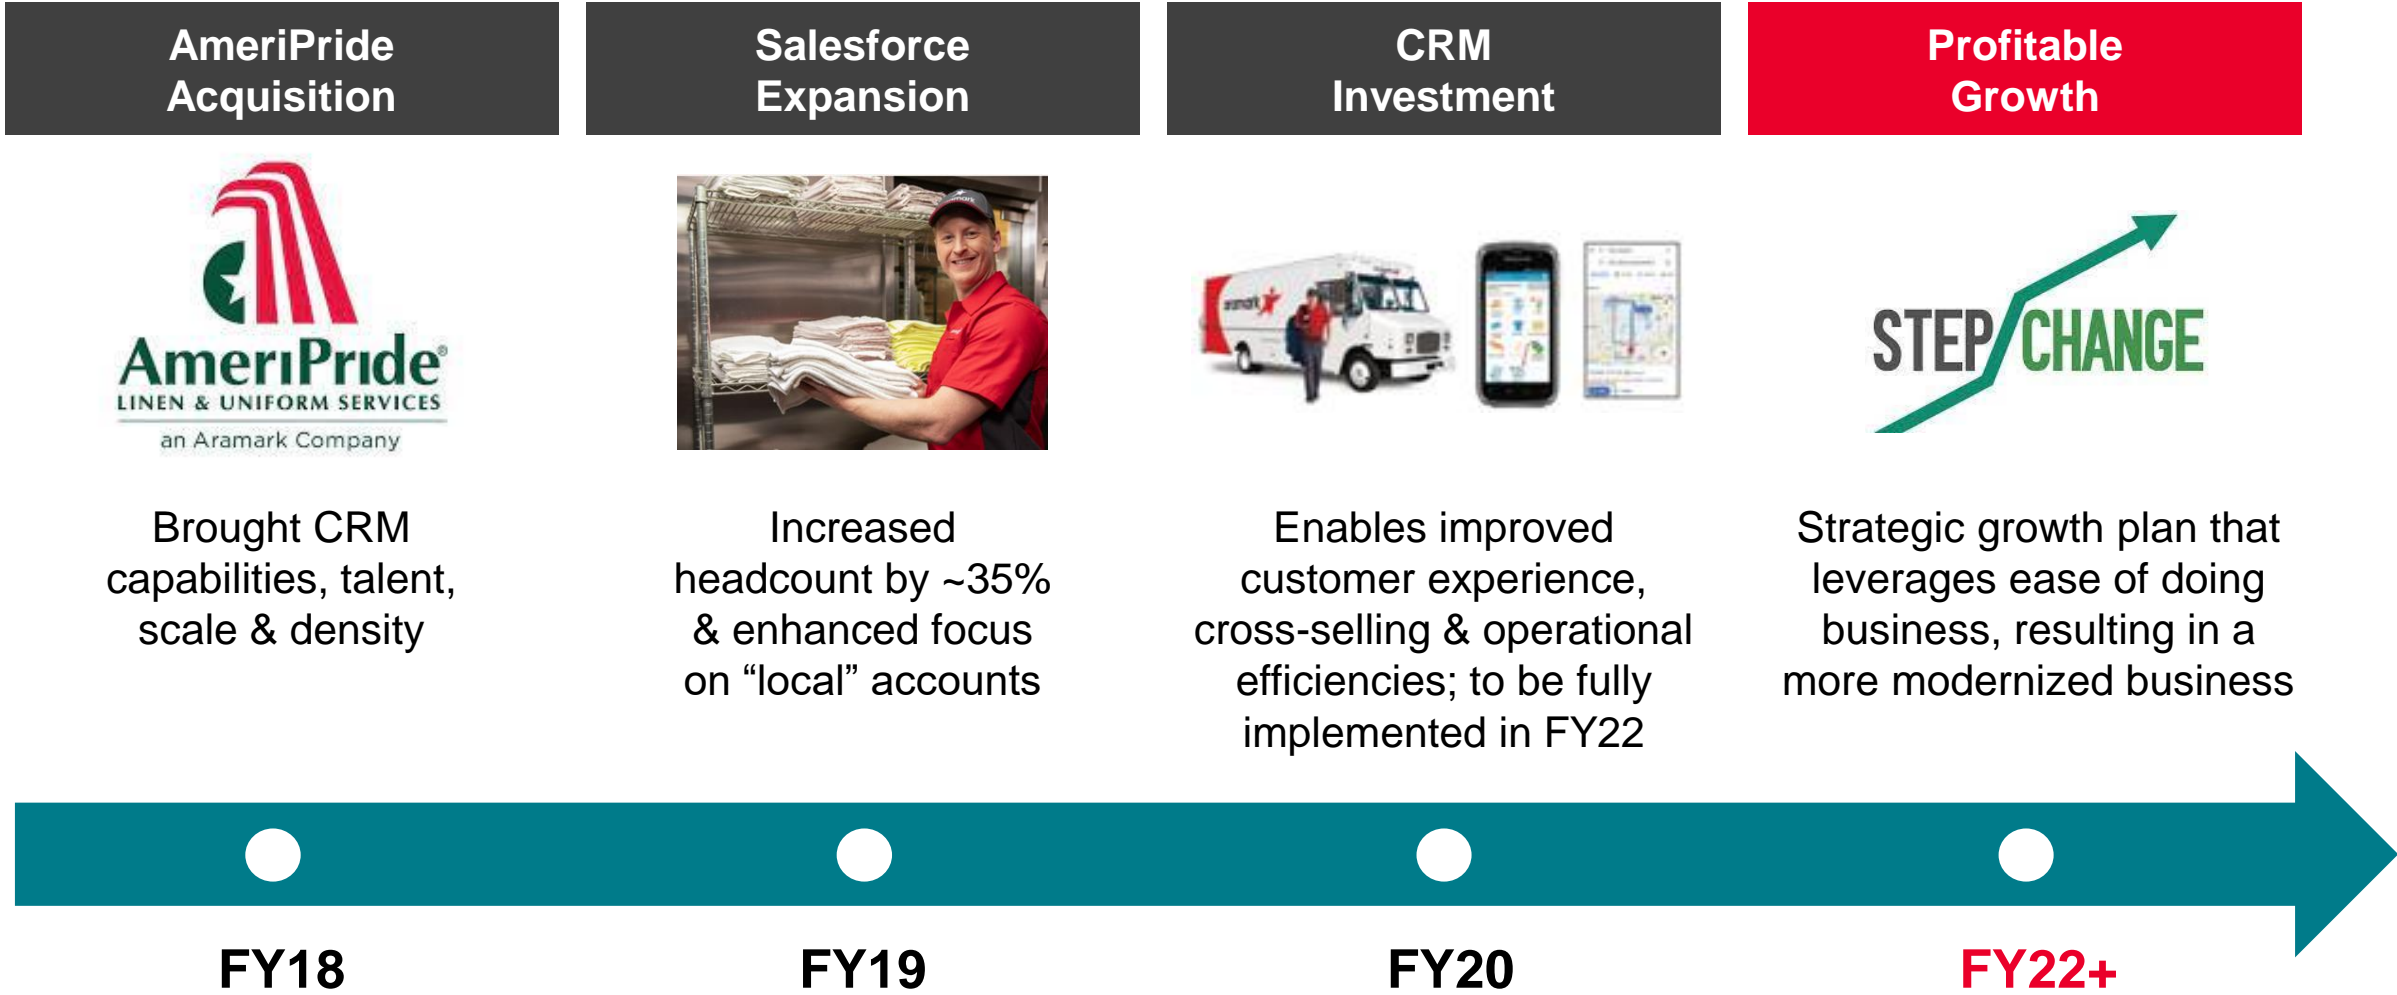 AmeriPride
Acquisition
Salesforce
Expansion
CRM
Investment
Profitable
Growth
AmeriPride®
LINEN & UNIFORM SERVICES
an Aramark Company
aramark
STEP CHANGE
Brought CRM
capabilities, talent,
scale & density
Increased
headcount by ~35%
& enhanced focus
on “local” accounts
Enables improved
customer experience,
cross-selling & operational
efficiencies; to be fully
implemented in FY22
Strategic growth plan that
leverages ease of doing
business, resulting in a
more modernized business
FY18
FY19
FY20
FY22+